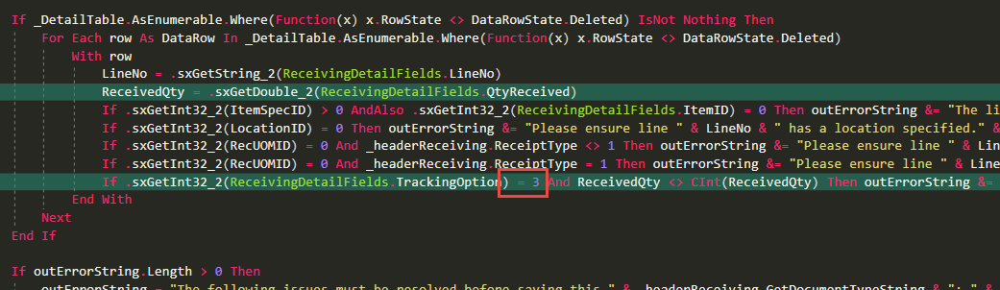 If _DetailTable.AsEnumerable.Where(Function(x) x.RowState <> DataRowState.Deleted) IsNot Nothing Then
For Each row As DataRow In _DetailTable.AsEnumerable.Where(Function(x) x.RowState <> DataRowState.Deleted)
With row
LineNo = .sxGetString_2(ReceivingDetailFields.LineNo)
ReceivedQty = .sxGetDouble_2(ReceivingDetailFields.QtyReceived)
If .sxGetInt32_2(ItemSpecID) > 0 AndAlso .sxGetInt32_2(ReceivingDetailFields.ItemID) = 0 Then outErrorString &= "The li
If .sxGetInt32_2(LocationID) = 0 Then outErrorString &= "Please ensure line " & LineNo & " has a location specified." &
If .sxGetInt32_2(RecUOMID) = 0 And _headerReceiving.ReceiptType <> 1 Then outErrorString &= "Please ensure line " & Lin
If .sxGetInt32_2(RecUOMID) = 0 And _headerReceiving.ReceiptType = 1 Then outErrorString &= "Please ensure line " & Line
If .sxGetInt32_2(ReceivingDetailFields.TrackingOption) = 3 And ReceivedQty <> CInt(ReceivedQty) Then outErrorString &=
End With
Next
End If
If outErrorString.Length > 0 Then
outErrorString = "The following issues must be resolved before saving this " & _headerReceiving.GetDocumentTypeString & ":" &